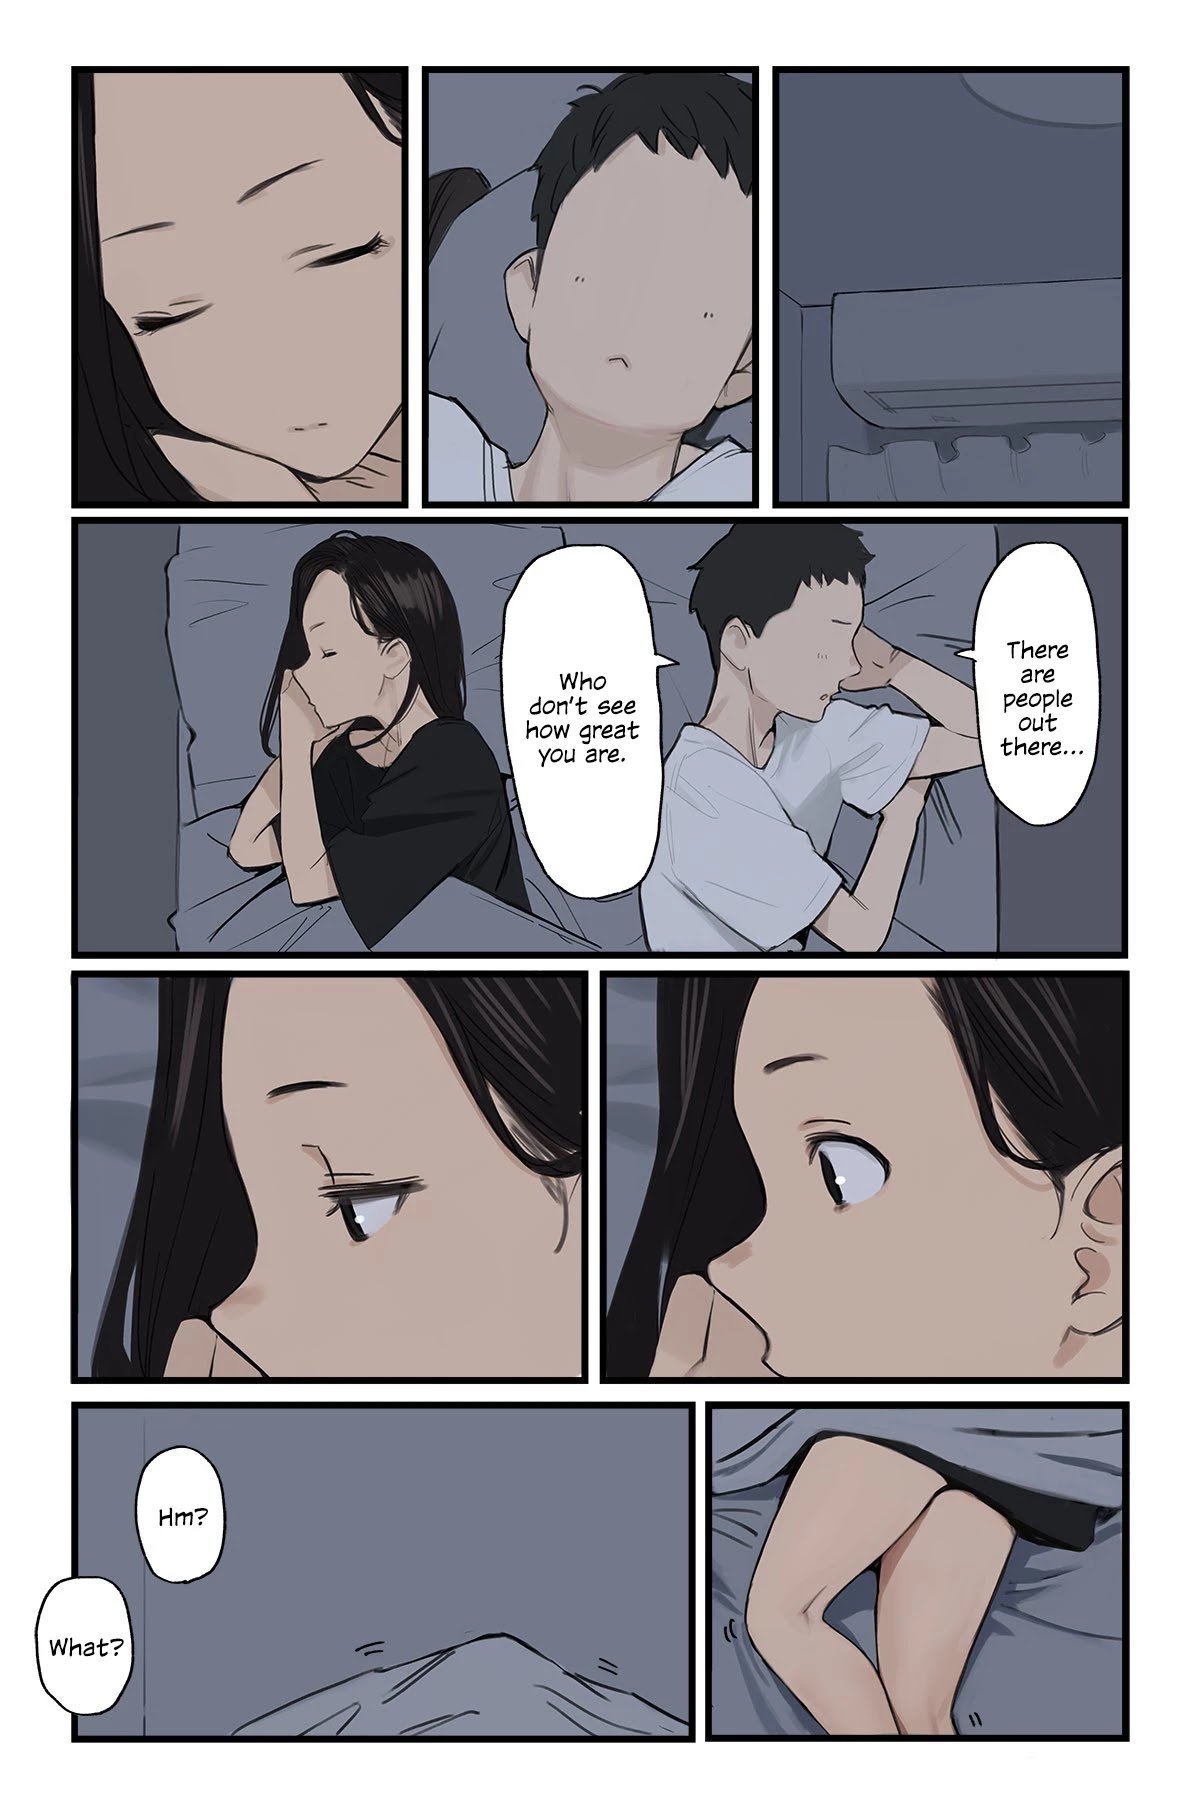 There
are
people
out
there...
Who
don't see
how great
you are.
Hm?
What?